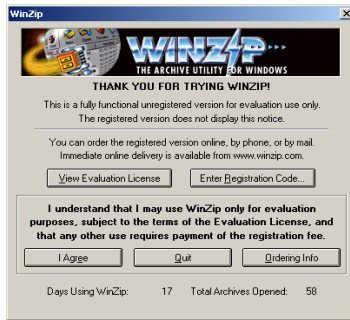 WinZip
WINZIP
THE ARCHIVE UTILITY FOR WINDOWS
THANK YOU FOR TRYING WINZIP!
This is a fully functional unregistered version for evaluation use only.
The registered version does not display this notice.
You can order the registered version online, by phone, or by mail.
Immediate online delivery is available from www.winzip.com.
View Evaluation License
Enter Registration Code...
I understand that I may use WinZip only for evaluation
purposes, subject to the terms of the Evaluation License, and
that any other use requires payment of the registration fee.
I Agree
Quit
Ordering Info
Days Using WinZip: 17 Total Archives Opened: 58